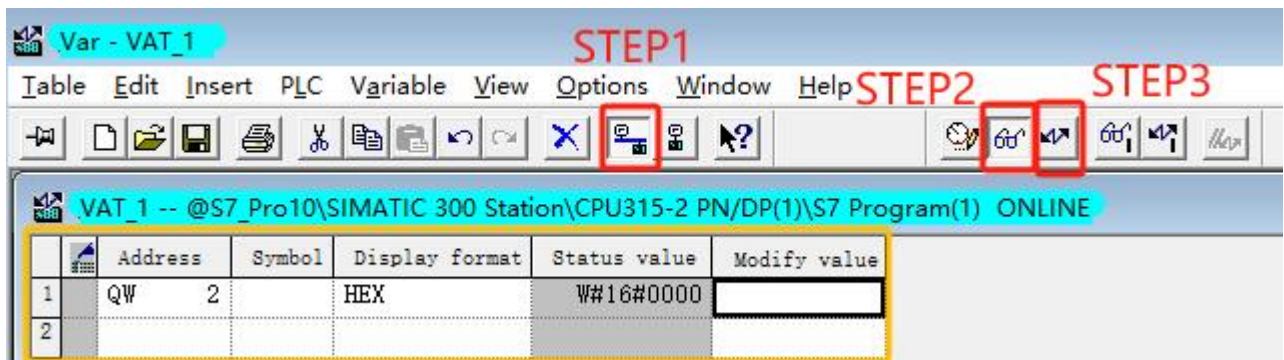 Var - VAT_1
STEP1
Table Edit Insert PLC Variable View Options Window Help
STEP2
STEP3
VAT_1 -- @S7_Pro10\SIMATIC 300 Station\CPU315-2 PN/DP(1)\S7 Program(1) ONLINE
Address Symbol Display format Status value Modify value
1 QW 2 HEX W#16#0000
2